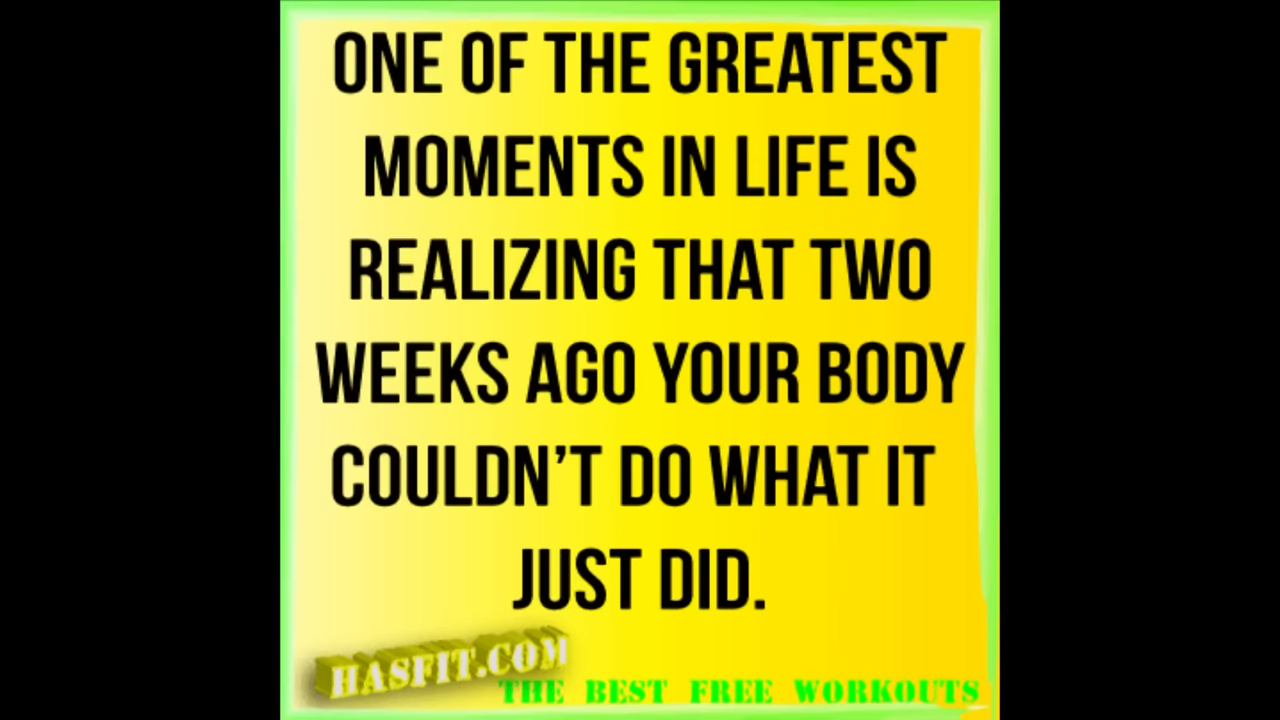 ONE OF THE GREATEST
MOMENTS IN LIFE IS
REALIZING THAT TWO
WEEKS AGO YOUR BODY
COULDN'T DO WHAT IT
JUST DID.
HASFIT.COM
THE BEST FREE WORKOUTS